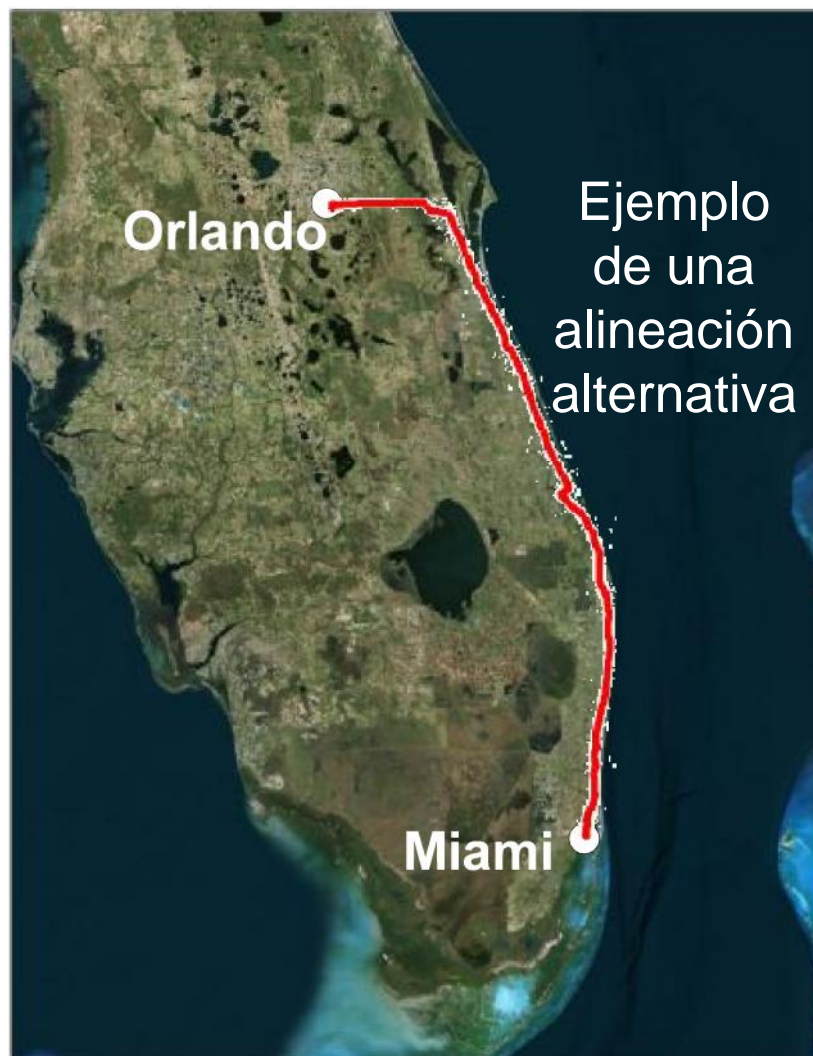 Orlando
Ejemplo
de una
alineación
alternativa
Miami